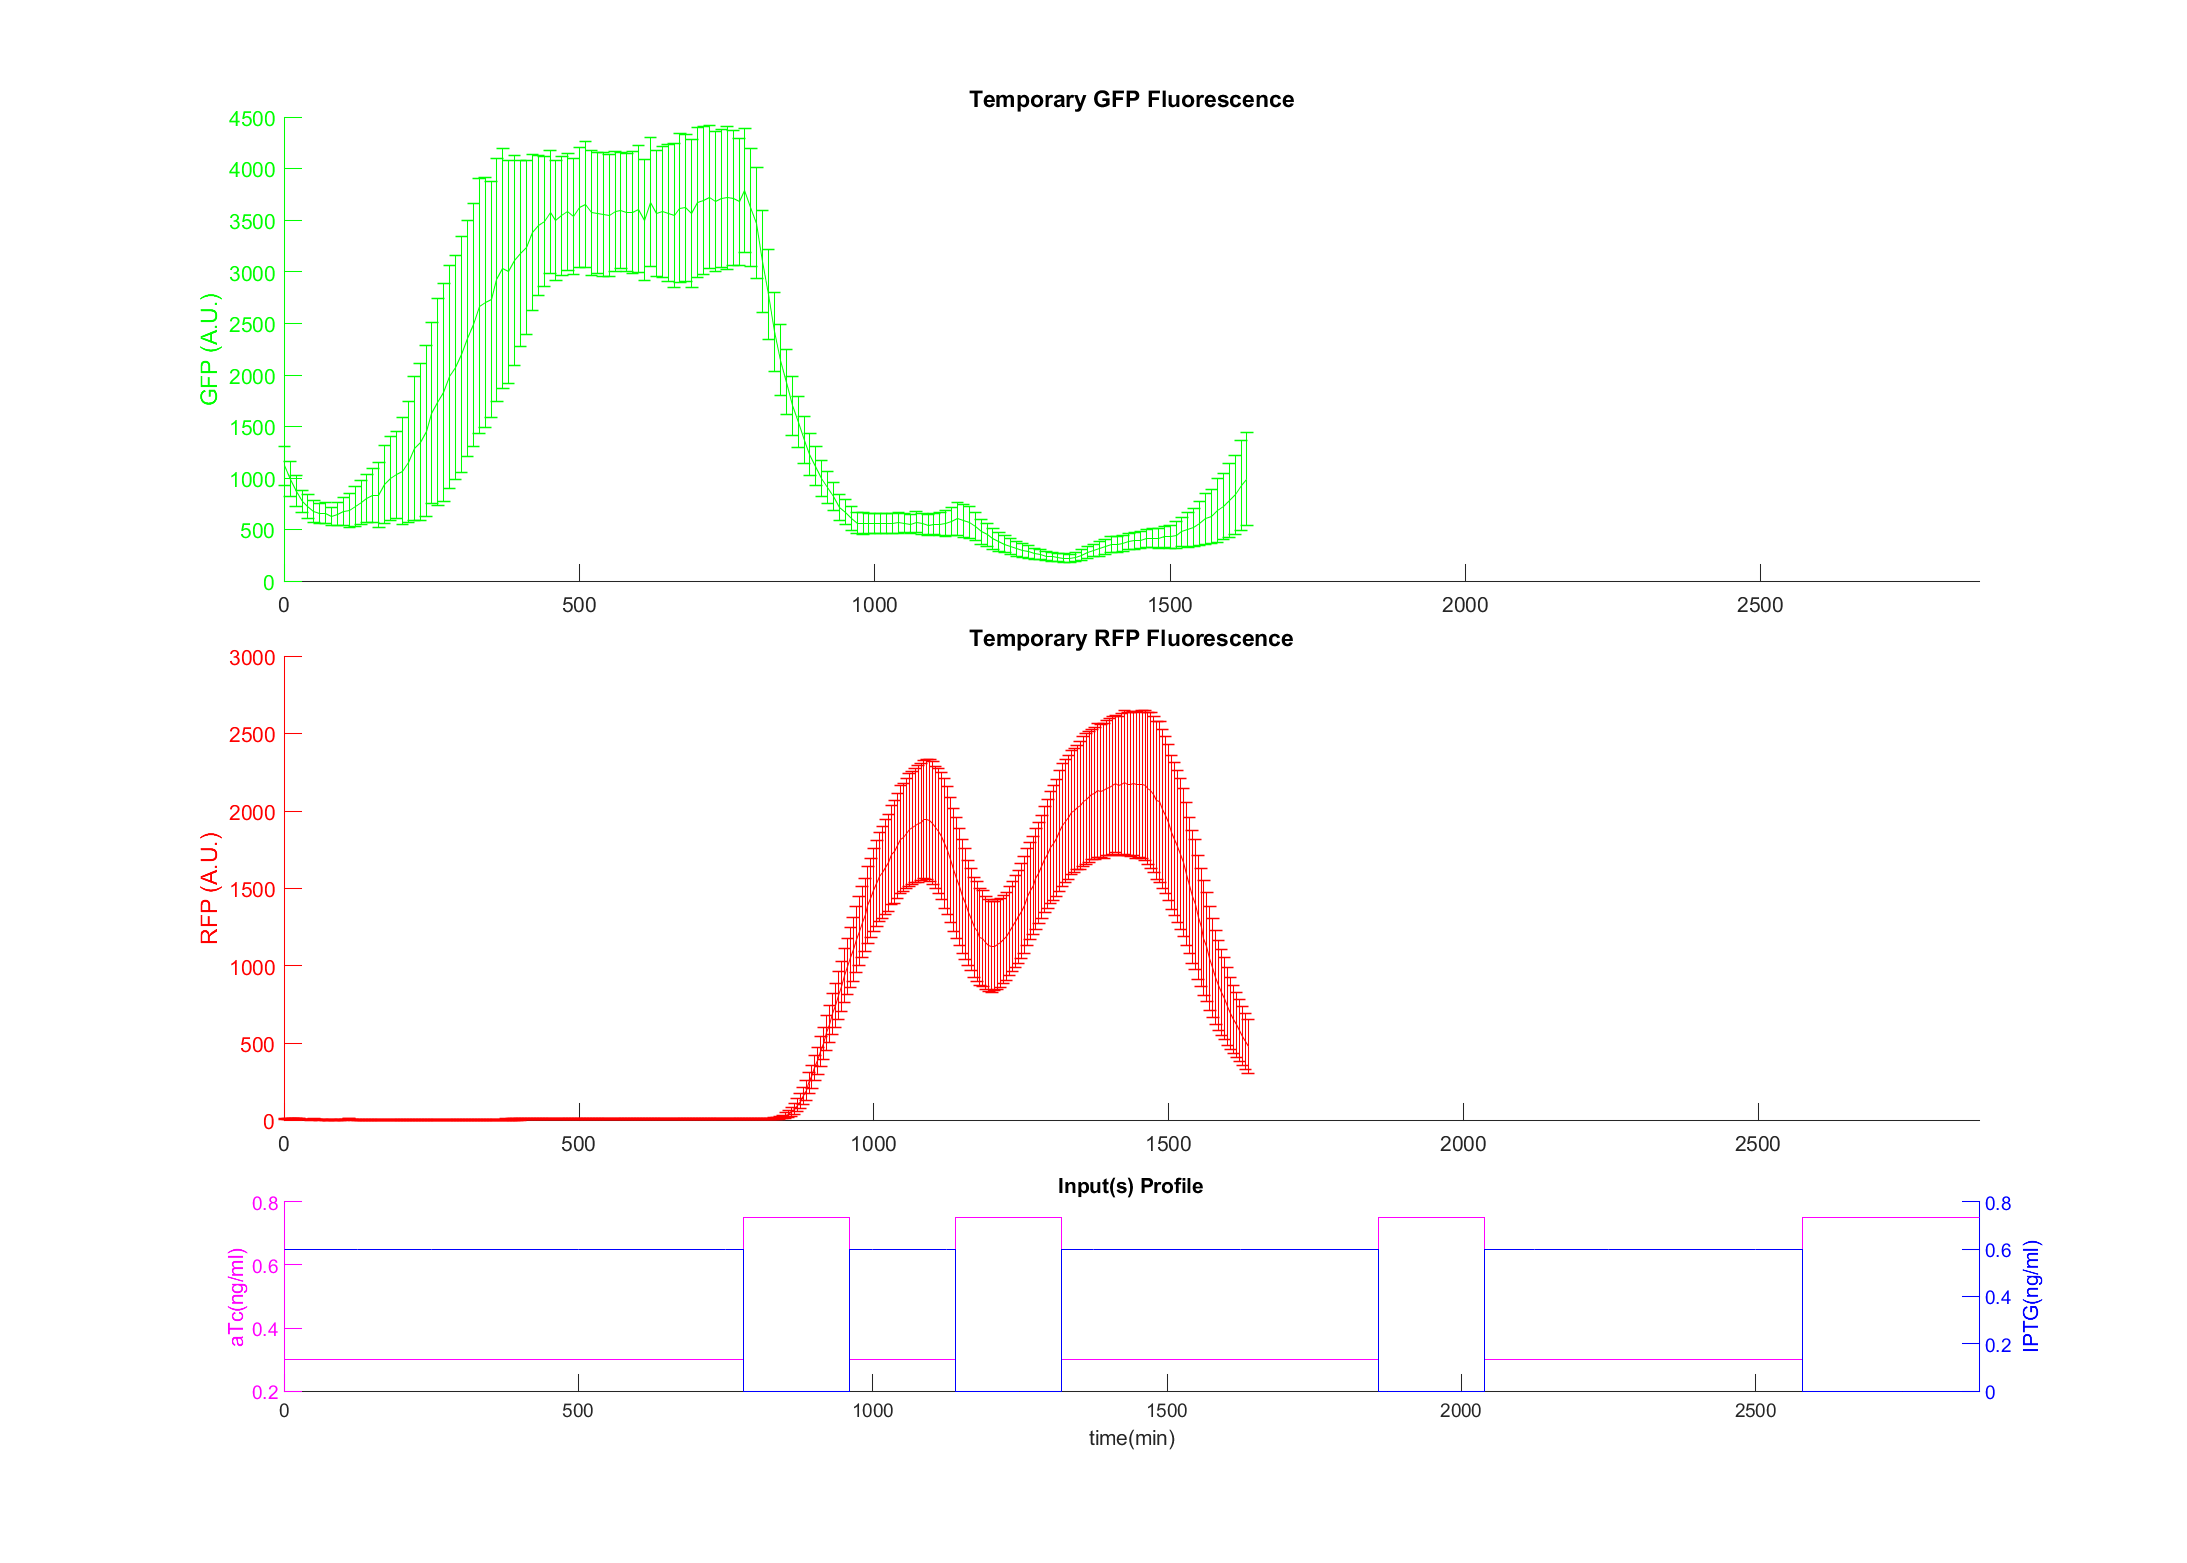 Temporary GFP Fluorescence
4500
4000
3500
3000
2500
2000
1500
1000
500
0
GFP (A.U.)
0 500 1000 1500 2000 2500
Temporary RFP Fluorescence
3000
2500
2000
1500
1000
500
0
RFP (A.U.)
0 500 1000 1500 2000 2500
Input(s) Profile
0.8
0.6
0.4
0.2
aTc(ng/ml)
0.8
0.6
0.4
0.2
0
IPTG(ng/ml)
0 500 1000 1500 2000 2500
time(min)